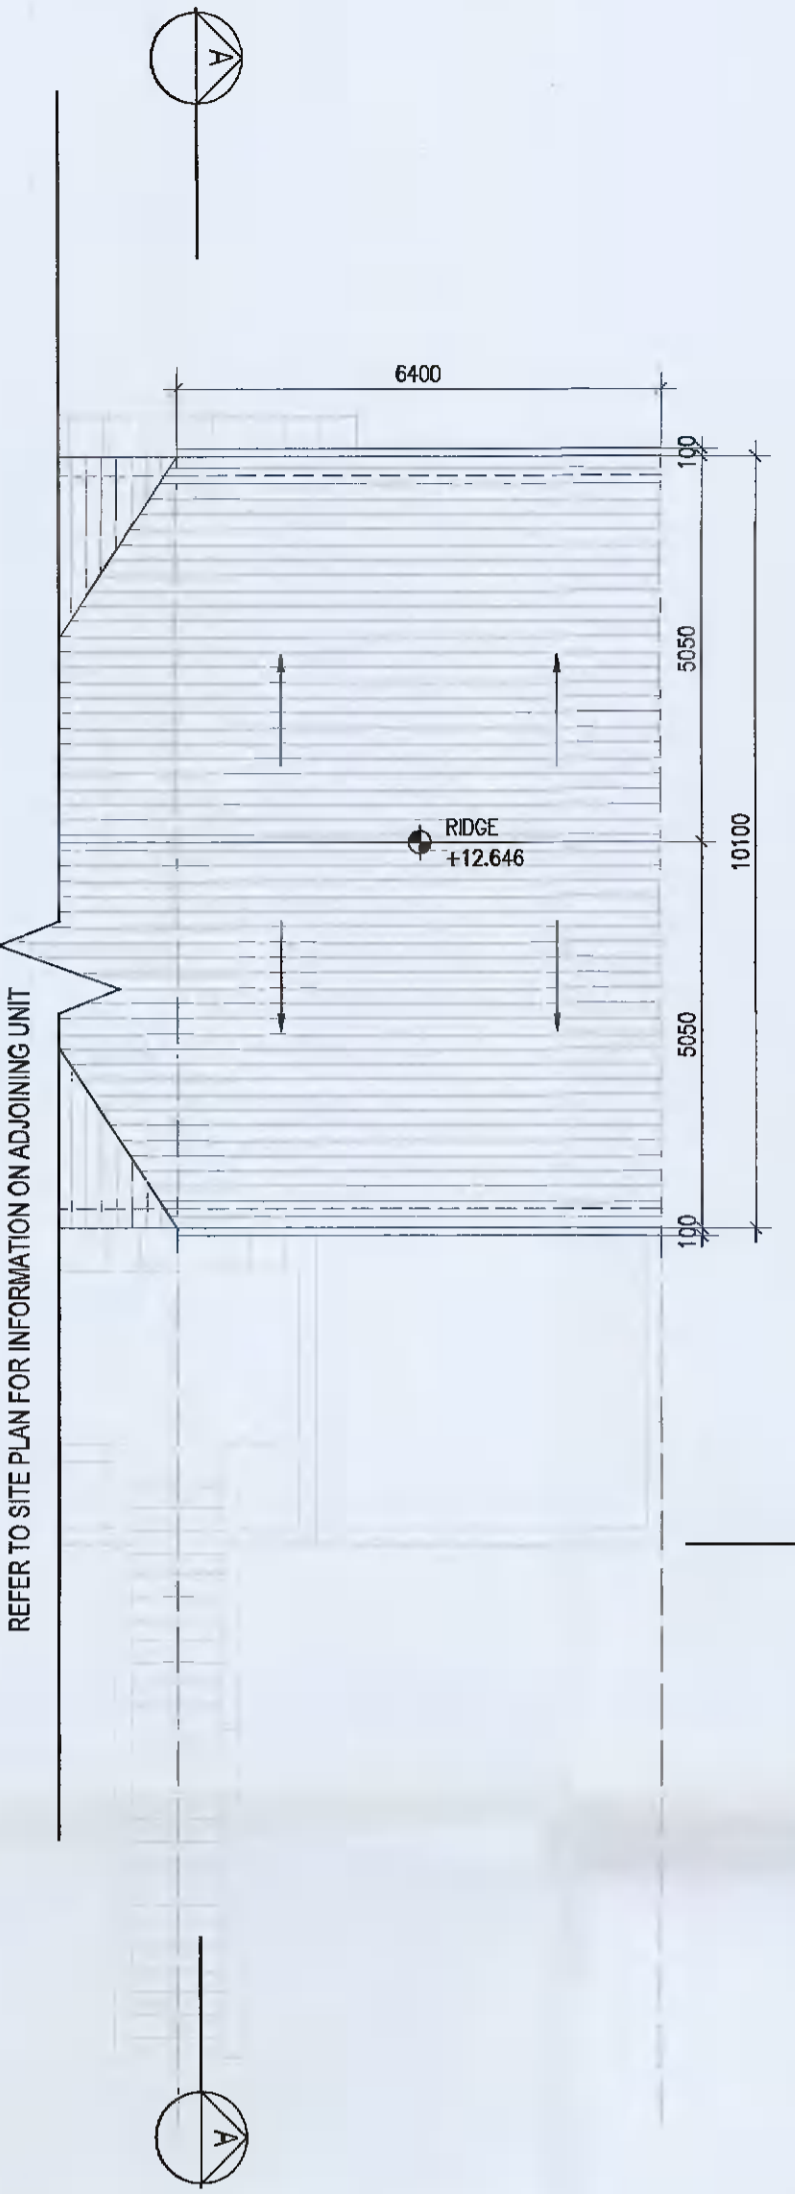 A
6400
100
5050
RIDGE
+12.646
10100
5050
100
REFER TO SITE PLAN FOR INFORMATION ON ADJOINING UNIT
A